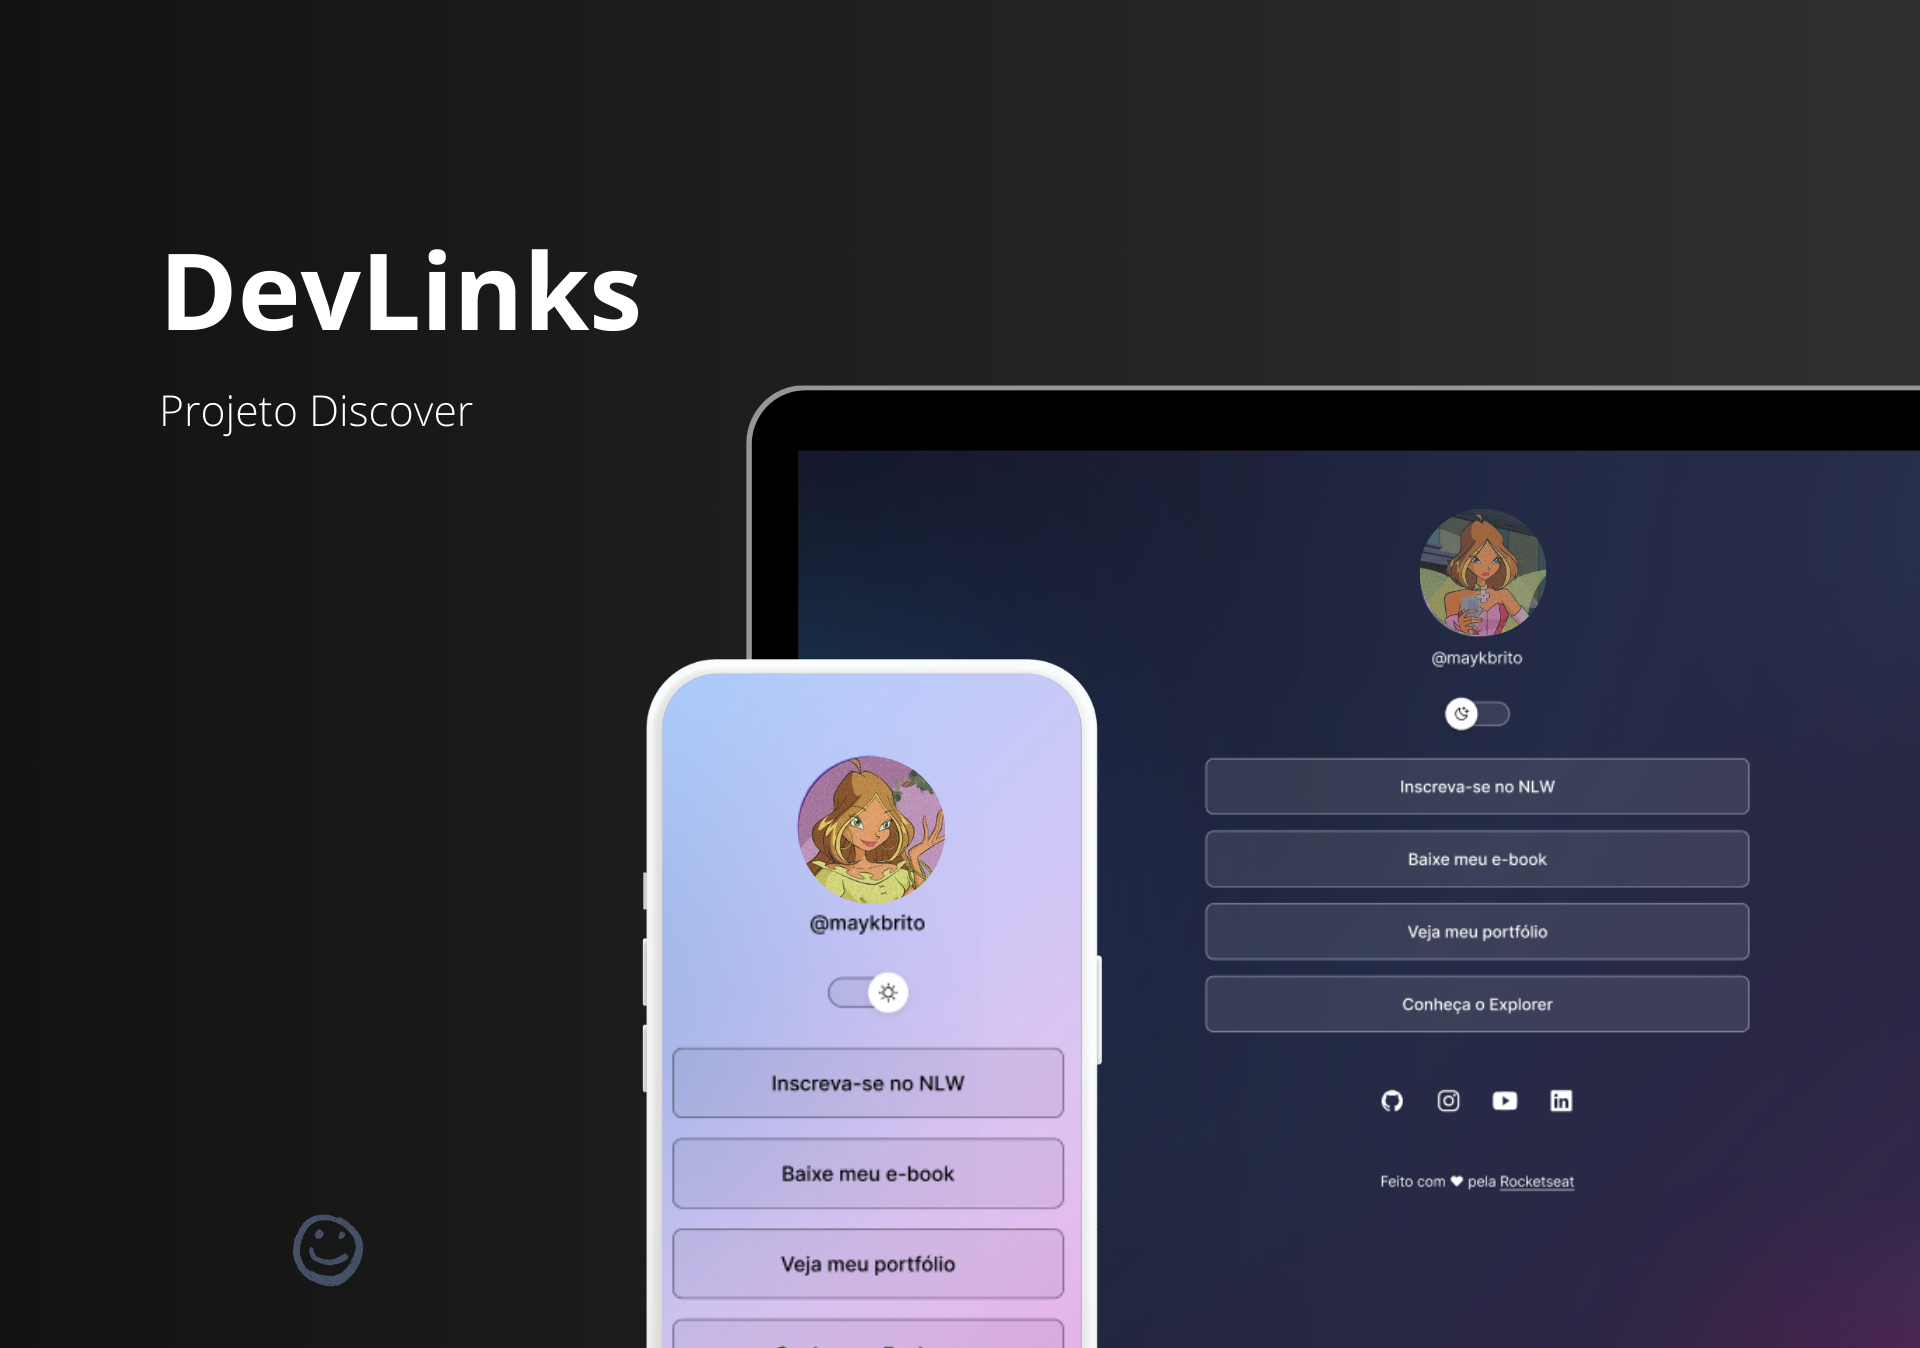 DevLinks
Projeto Discover
@maykbrito
Inscreva-se no NLW
Baixe meu e-book
Veja meu portfólio
Conheça o Explorer
in
Feito com ♥ pela Rocketseat
@maykbrito
Inscreva-se no NLW
Baixe meu e-book
Veja meu portfólio